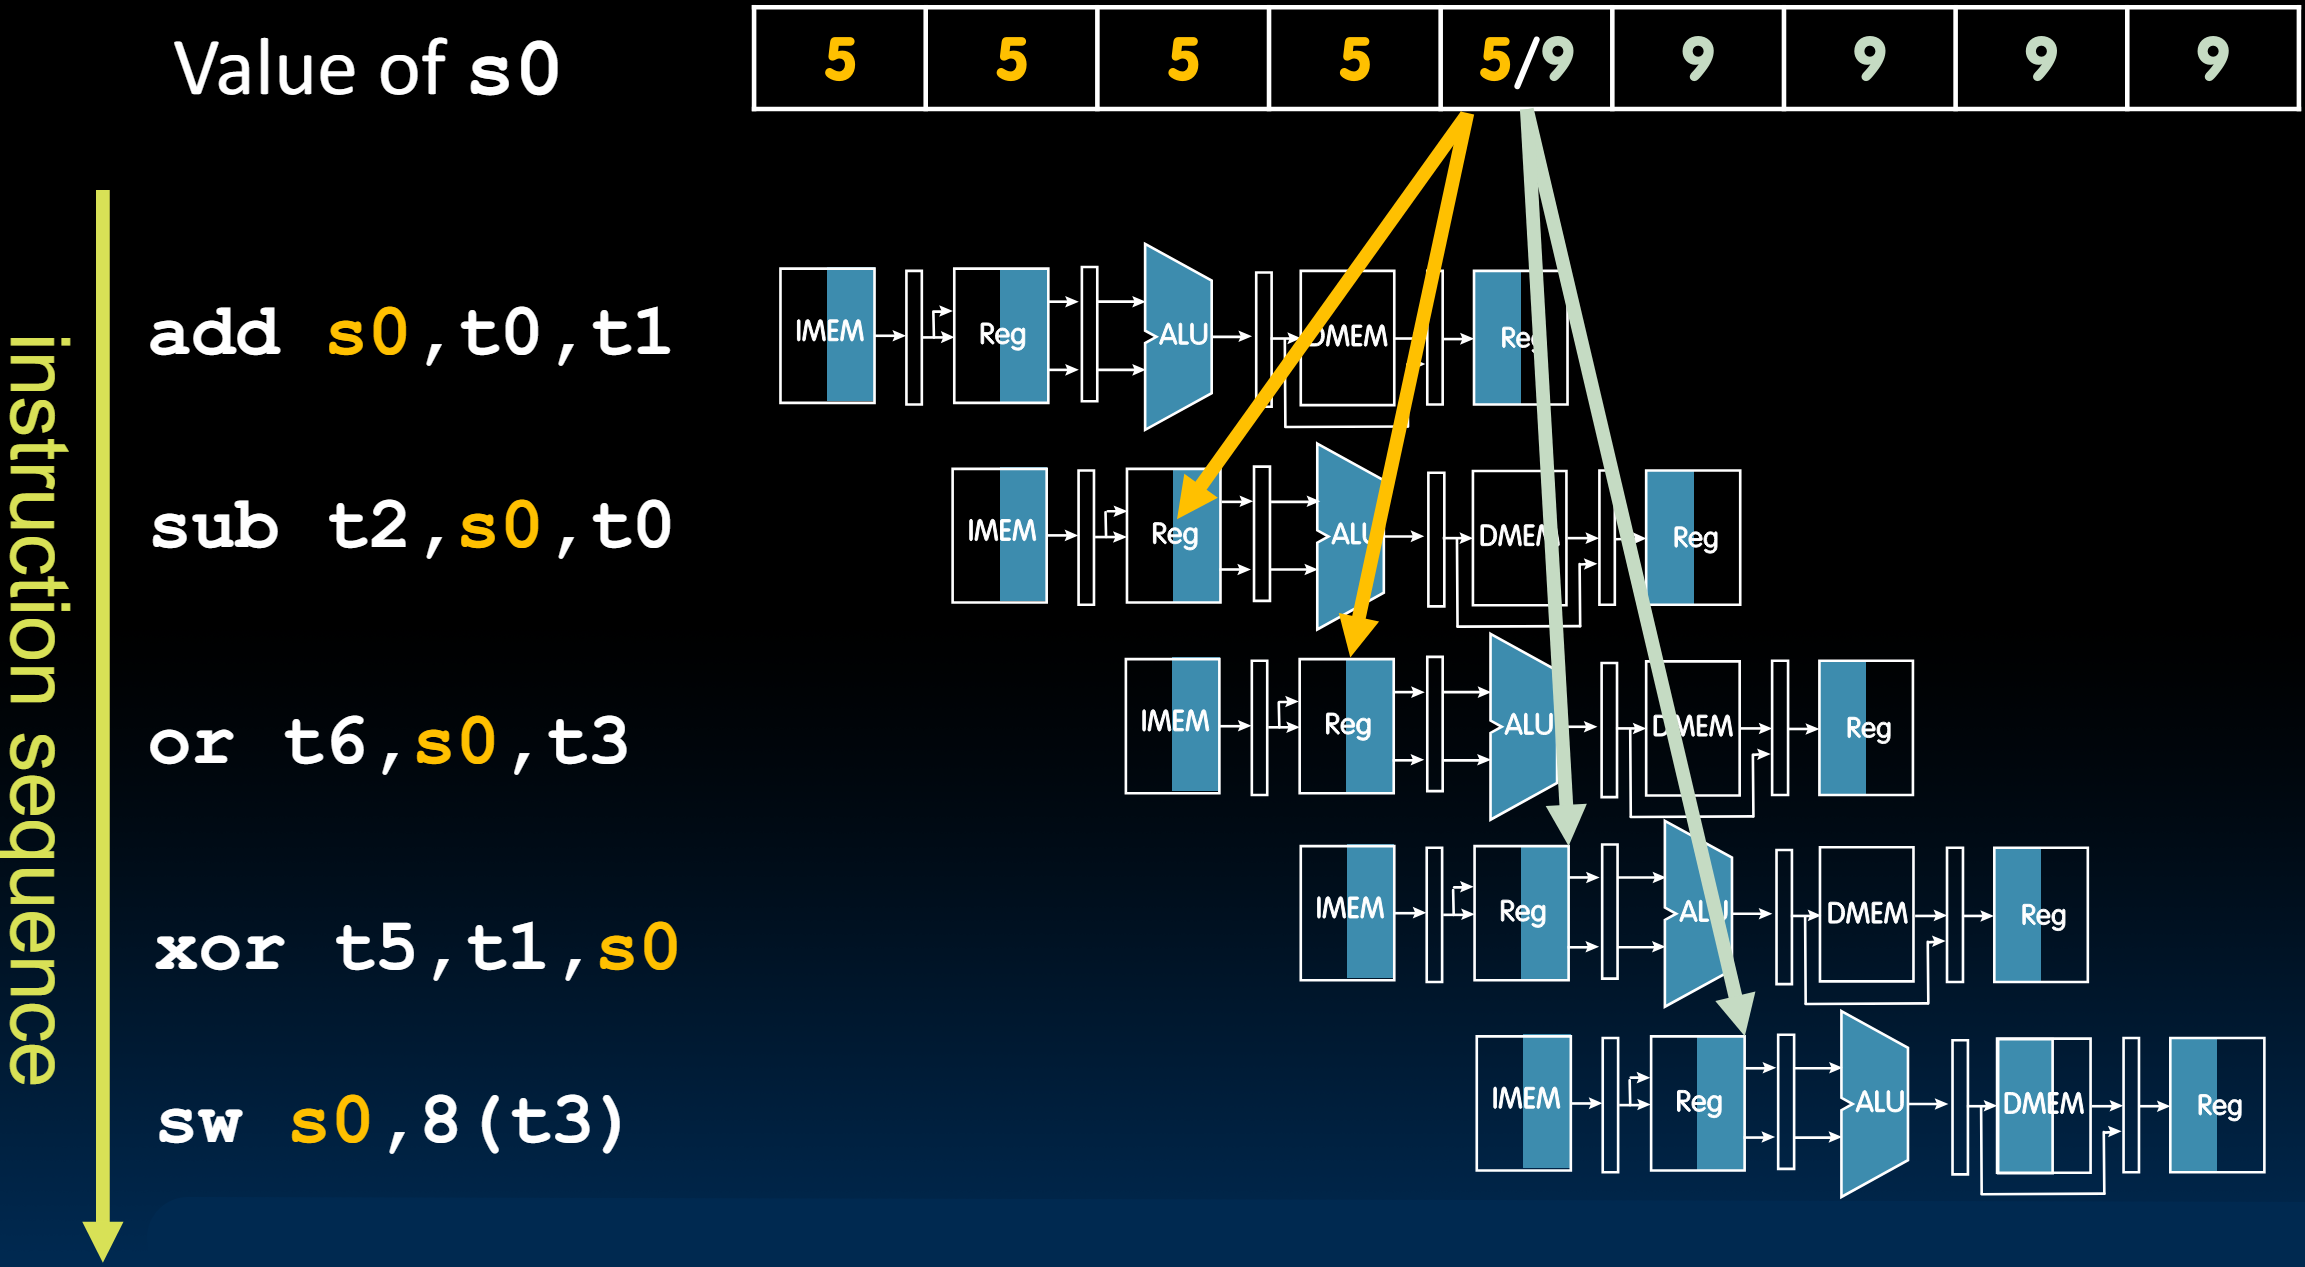 Value of s0
5 5 5 5 5/9 9 9 9 9
instruction sequence
add s0,t0,t1
IMEM Reg ALU DMEM Reg
sub t2,s0,t0
IMEM Reg ALU DMEM Reg
or t6,s0,t3
IMEM Reg ALU DMEM Reg
xor t5,t1,s0
IMEM Reg ALU DMEM Reg
sw s0,8(t3)
IMEM Reg ALU DMEM Reg